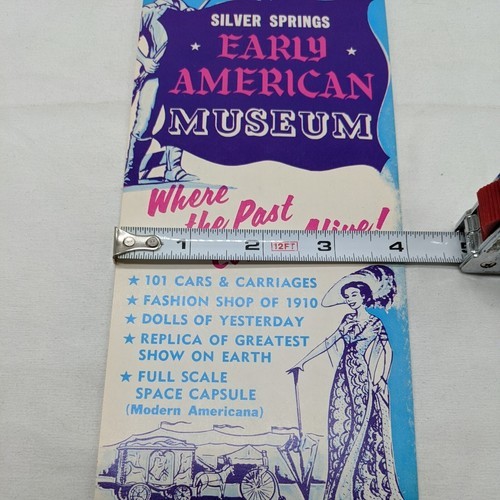 SILVER SPRINGS
EARLY
AMERICAN
MUSEUM
Where
the Past
Alive!
1 2 12FT 3 4
★ 101 CARS & CARRIAGES
★ FASHION SHOP OF 1910
★ DOLLS OF YESTERDAY
★ REPLICA OF GREATEST
SHOW ON EARTH
★ FULL SCALE
SPACE CAPSULE
(Modern Americana)